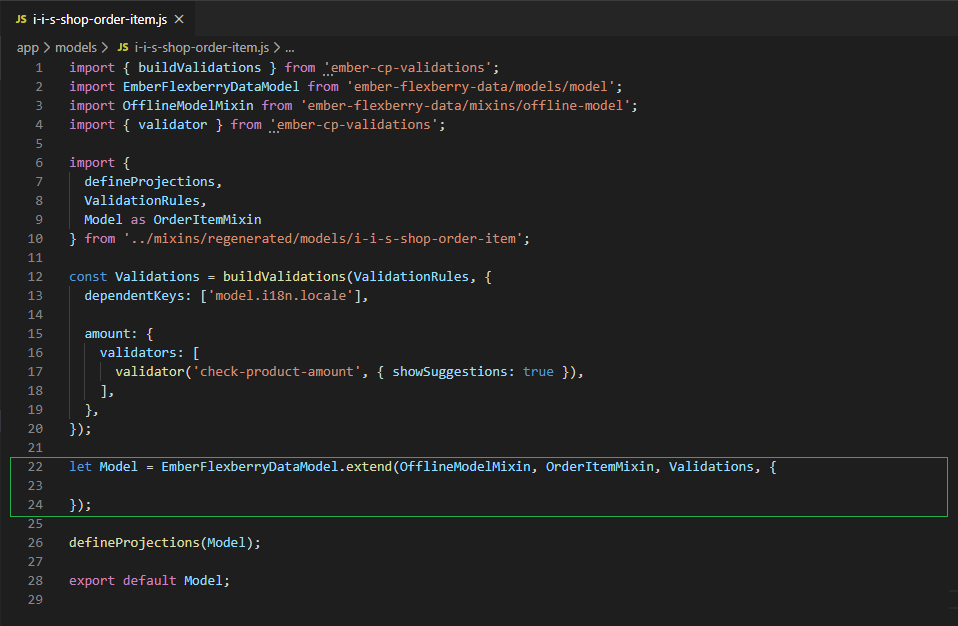 JS i-i-s-shop-order-item.js ×
app > models > JS i-i-s-shop-order-item.js > ...
1 import { buildValidations } from 'ember-cp-validations';
2 import EmberFlexberryDataModel from 'ember-flexberry-data/models/model';
3 import OfflineModelMixin from 'ember-flexberry-data/mixins/offline-model';
4 import { validator } from 'ember-cp-validations';
5
6 import {
7   defineProjections,
8   ValidationRules,
9   Model as OrderItemMixin
10 } from '../mixins/regenerated/models/i-i-s-shop-order-item';
11
12 const Validations = buildValidations(ValidationRules, {
13   dependentKeys: ['model.i18n.locale'],
14
15   amount: {
16     validators: [
17       validator('check-product-amount', { showSuggestions: true }),
18     ],
19   },
20 });
21
22 let Model = EmberFlexberryDataModel.extend(OfflineModelMixin, OrderItemMixin, Validations, {
23
24 });
25
26 defineProjections(Model);
27
28 export default Model;
29